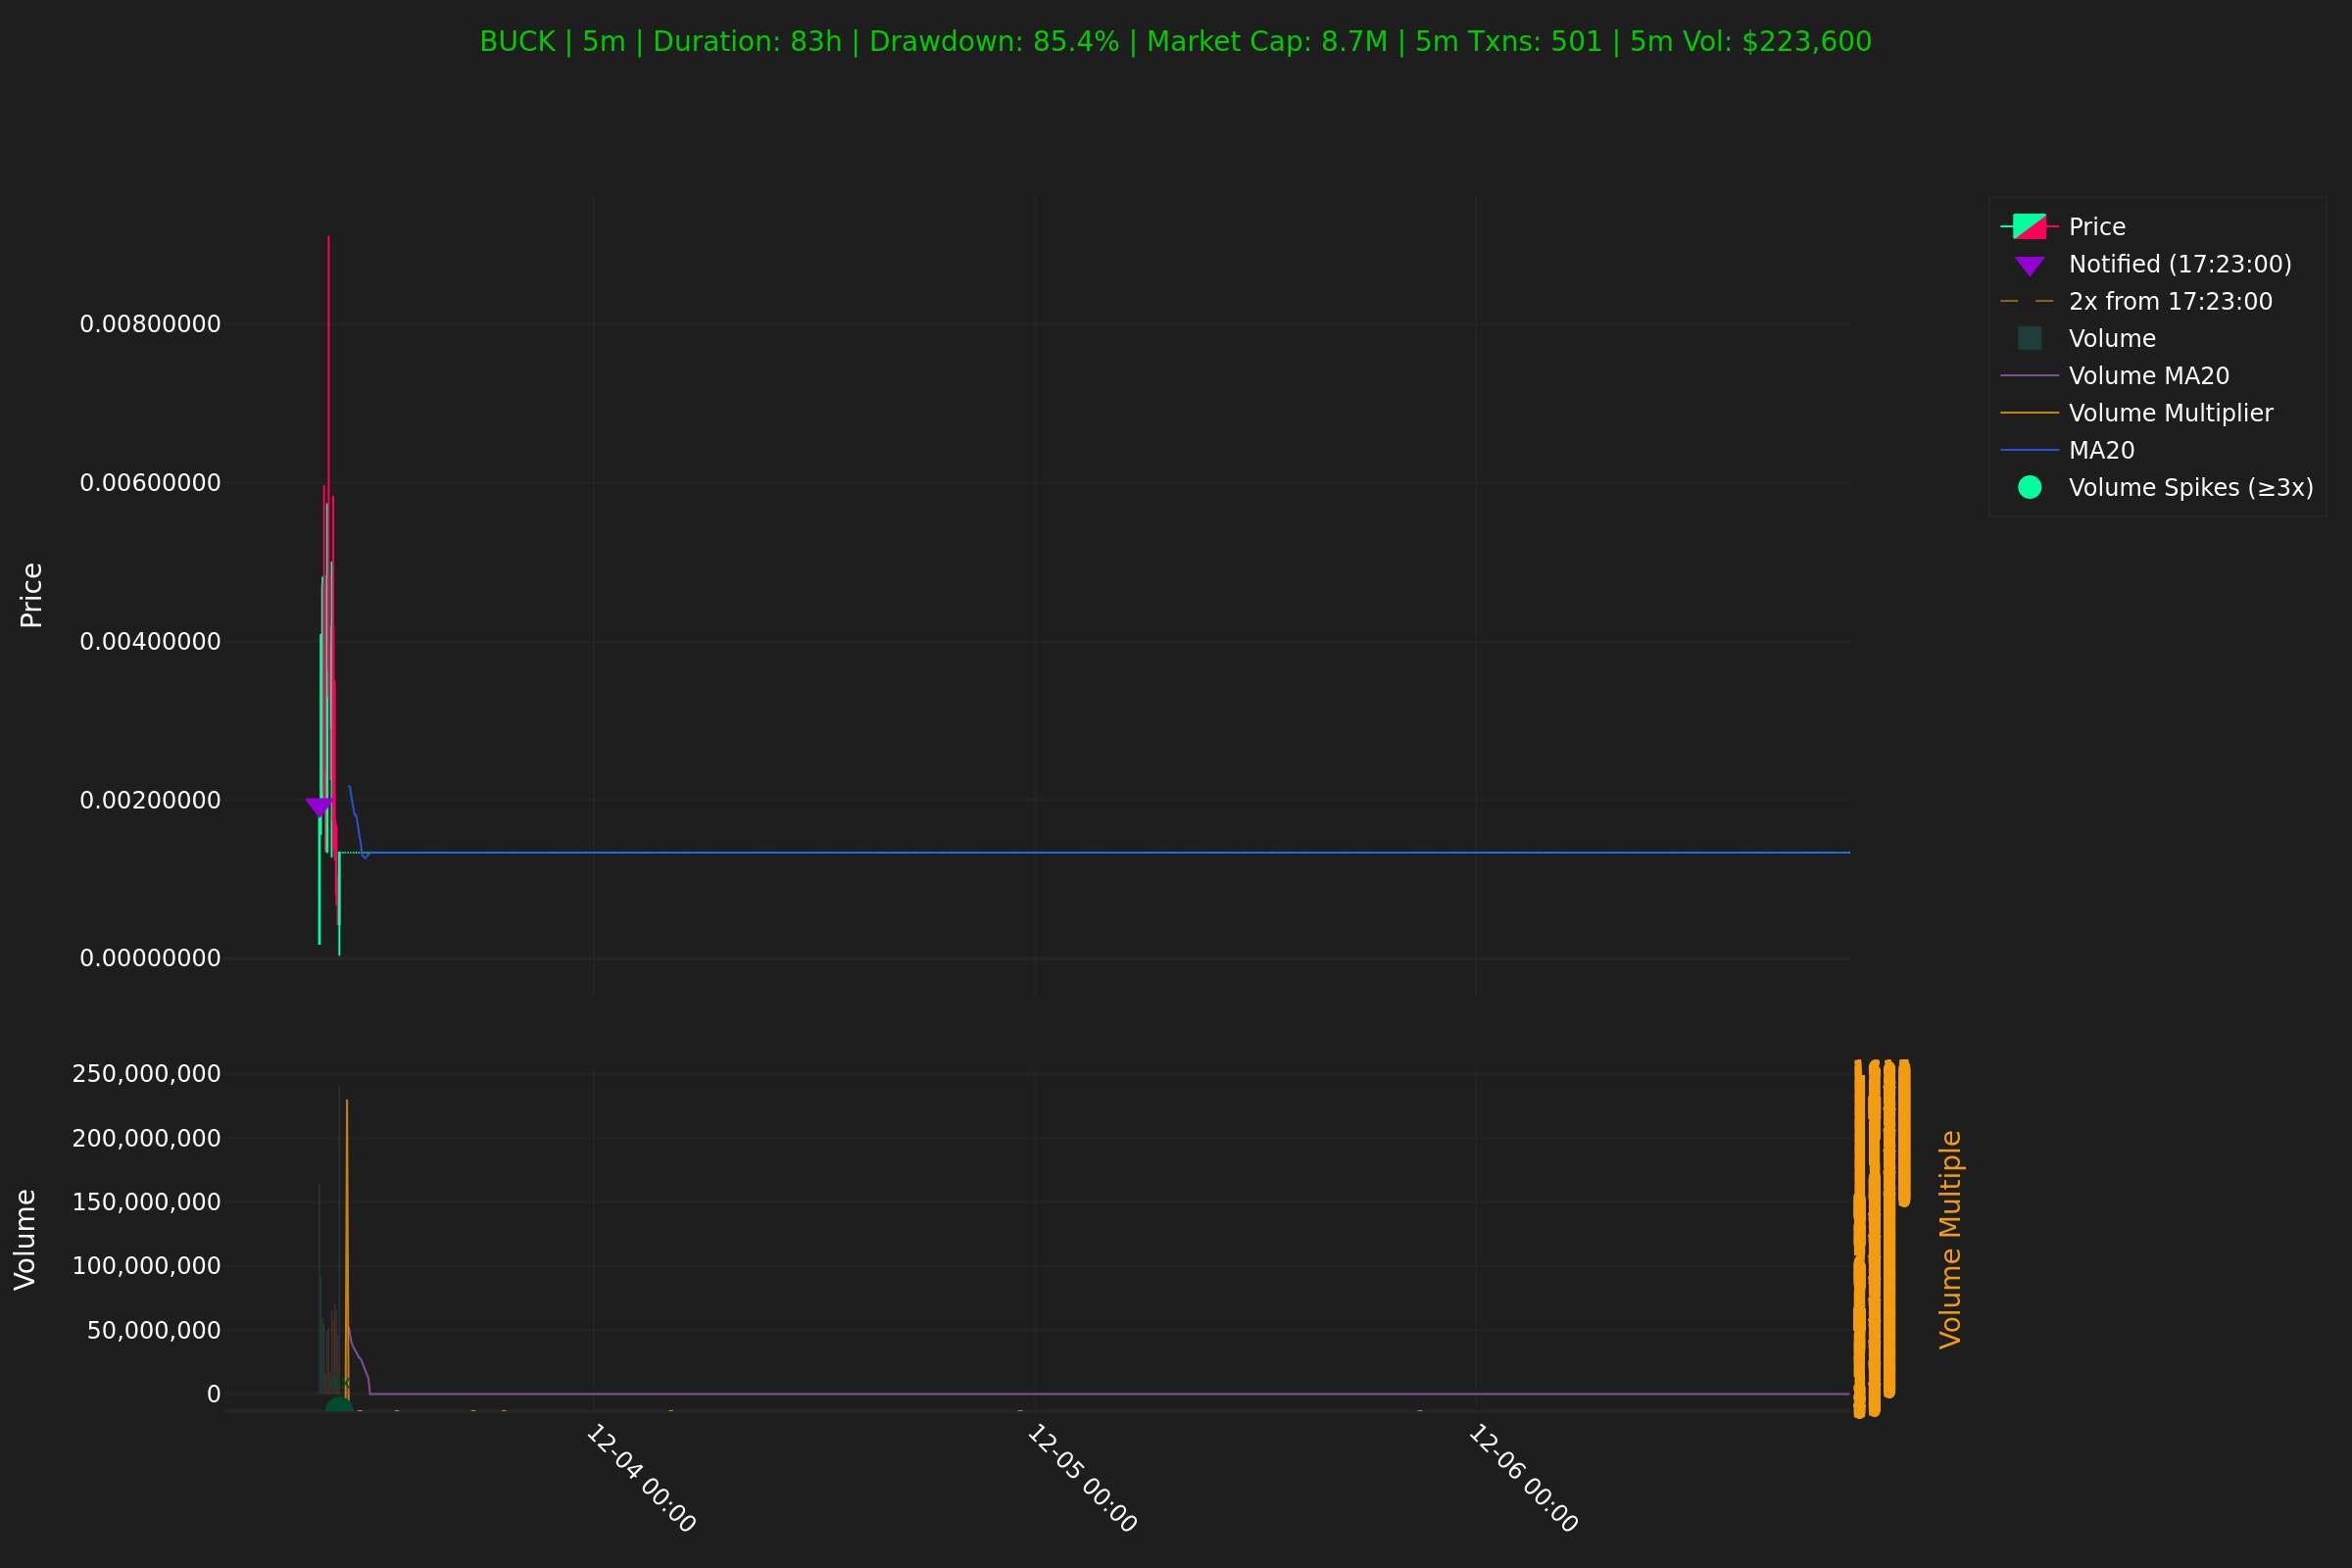 BUCK | 5m | Duration: 83h | Drawdown: 85.4% | Market Cap: 8.7M | 5m Txns: 501 | 5m Vol: $223,600
Price
Notified (17:23:00)
2x from 17:23:00
Volume
Volume MA20
Volume Multiplier
MA20
Volume Spikes (≥3x)
Price
0.00800000
0.00600000
0.00400000
0.00200000
0.00000000
Volume
250,000,000
200,000,000
150,000,000
100,000,000
50,000,000
0
Volume Multiple
12-04 00:00
12-05 00:00
12-06 00:00